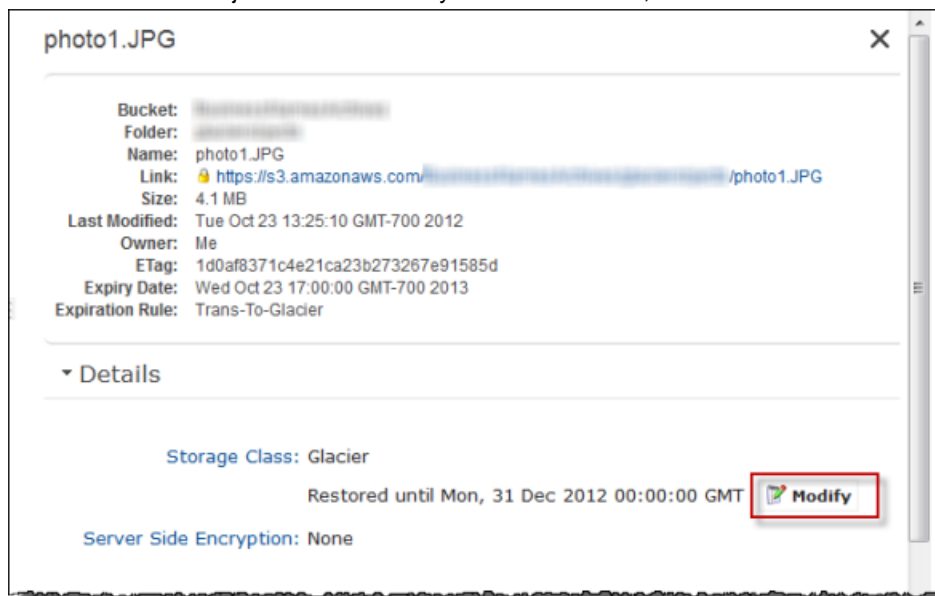 photo1.JPG
Bucket:
Folder:
Name: photo1.JPG
Link: https://s3.amazonaws.com/ /photo1.JPG
Size: 4.1 MB
Last Modified: Tue Oct 23 13:25:10 GMT-700 2012
Owner: Me
ETag: 1d0af8371c4e21ca23b273267e91585d
Expiry Date: Wed Oct 23 17:00:00 GMT-700 2013
Expiration Rule: Trans-To-Glacier
Details
Storage Class: Glacier
Restored until Mon, 31 Dec 2012 00:00:00 GMT Modify
Server Side Encryption: None